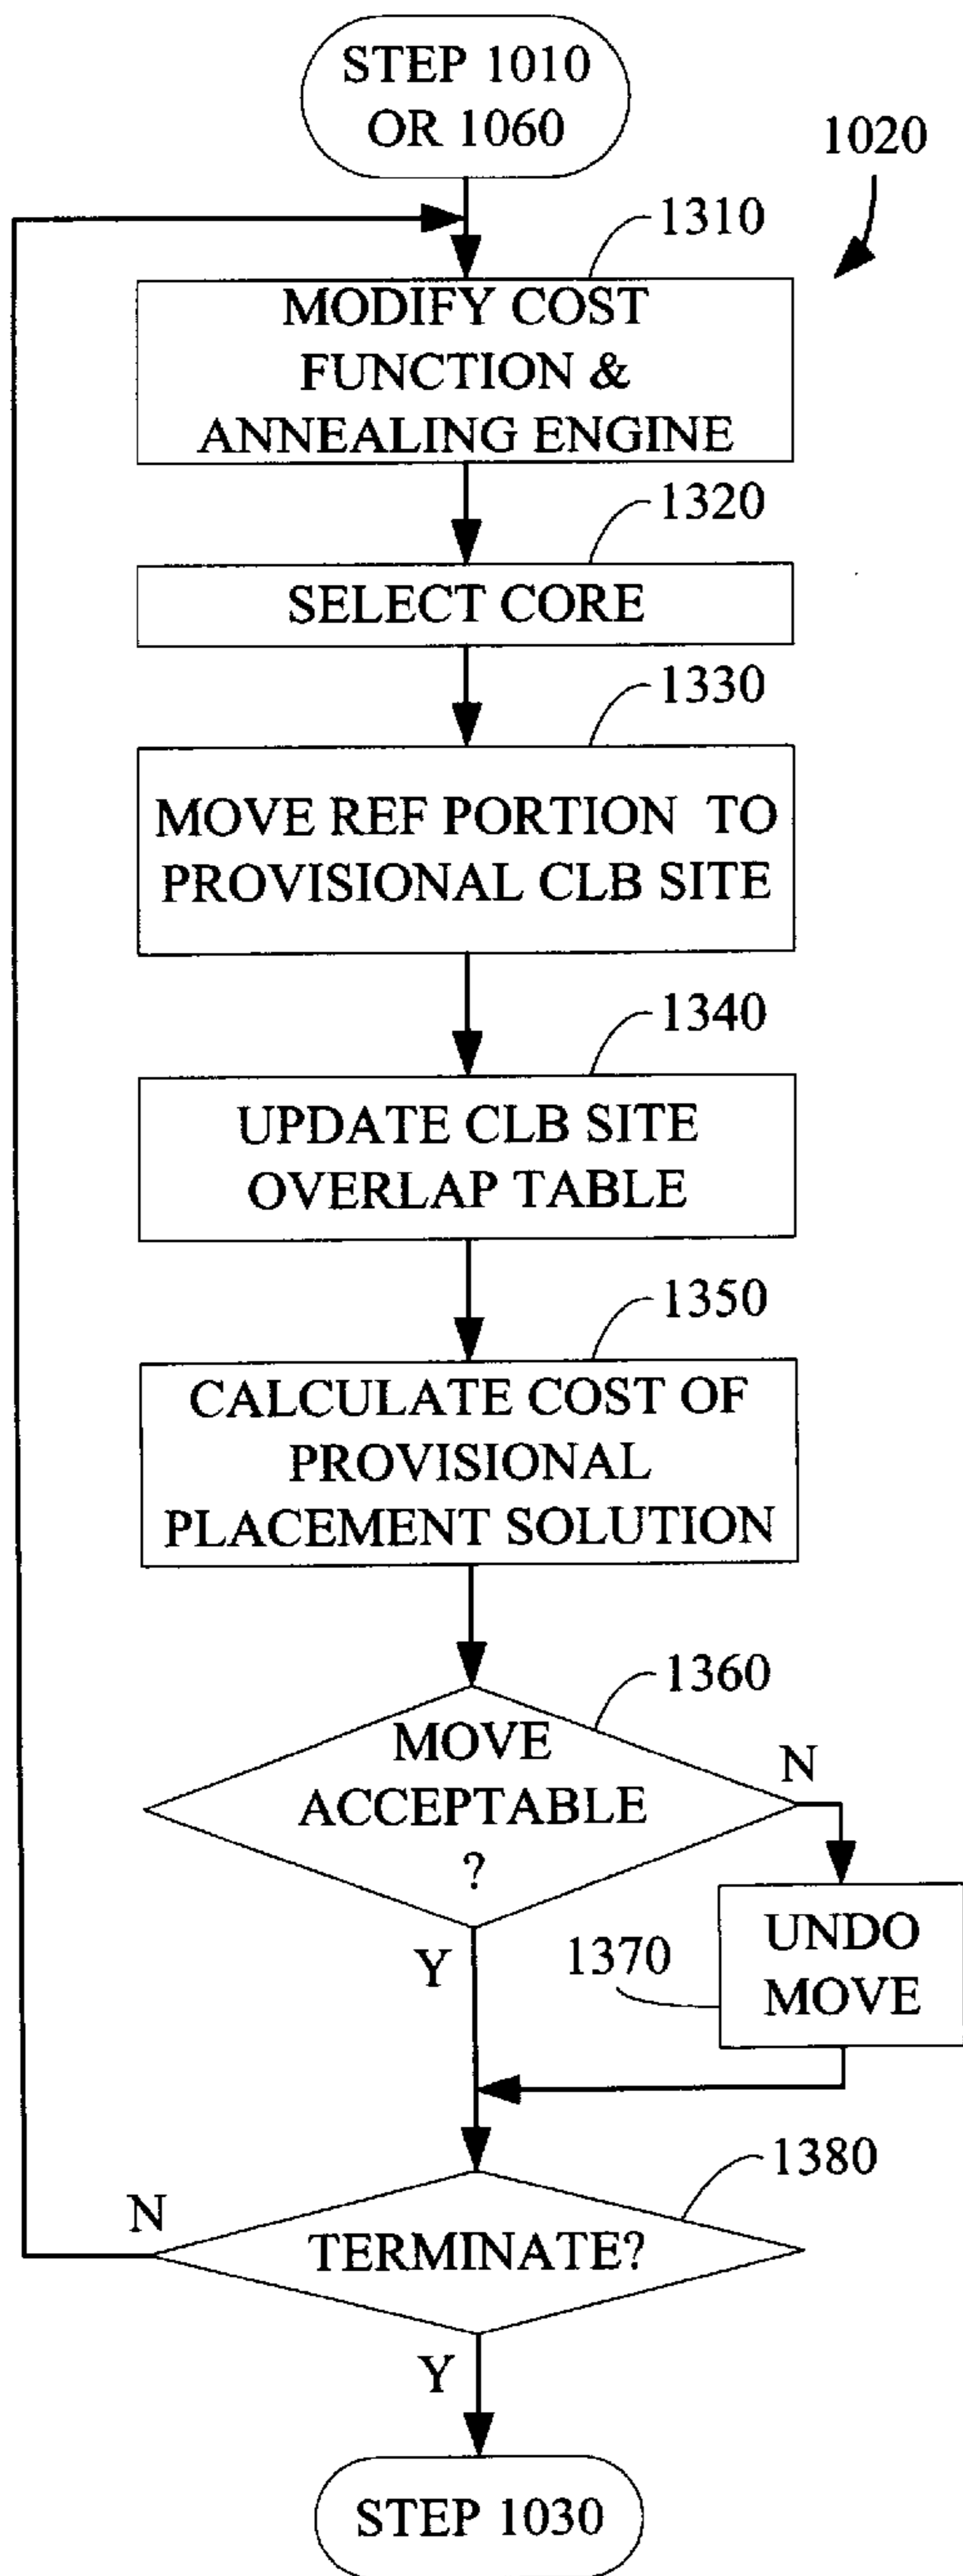 STEP 1010
OR 1060
1020
1310
MODIFY COST
FUNCTION &
ANNEALING ENGINE
1320
SELECT CORE
1330
MOVE REF PORTION TO
PROVISIONAL CLB SITE
1340
UPDATE CLB SITE
OVERLAP TABLE
1350
CALCULATE COST OF
PROVISIONAL
PLACEMENT SOLUTION
1360
MOVE
ACCEPTABLE
?
N
Y
1370
UNDO
MOVE
1380
N
TERMINATE?
Y
STEP 1030